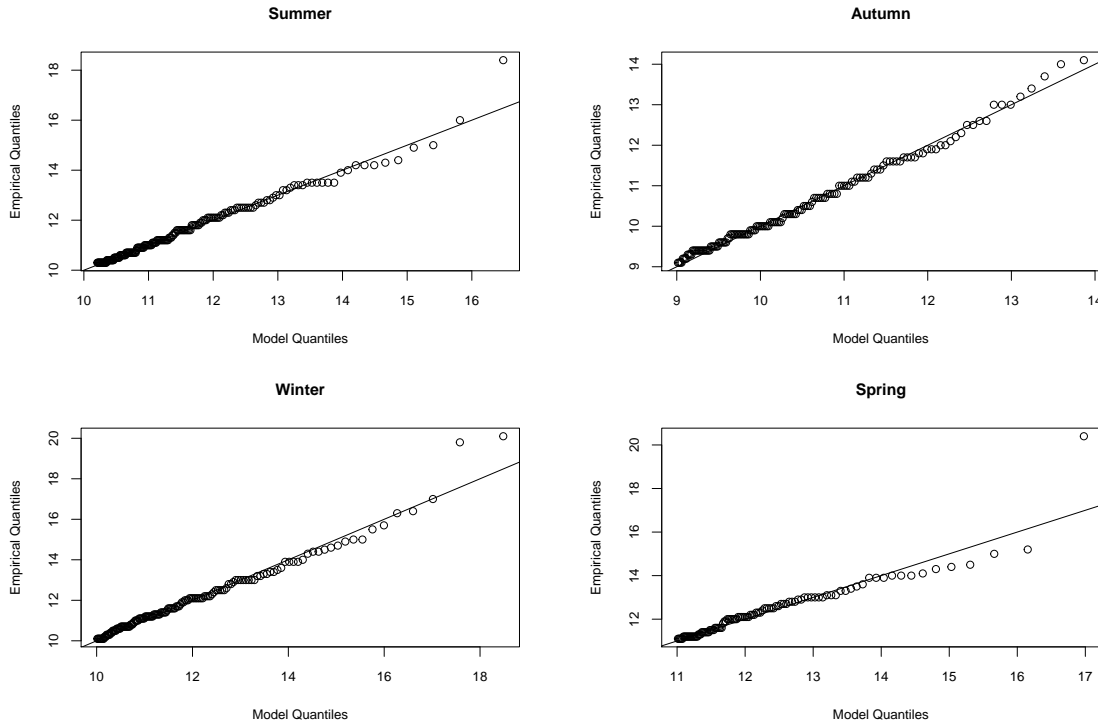 Summer
Empirical Quantiles
18
16
14
12
10
10 11 12 13 14 15 16
Model Quantiles
Autumn
Empirical Quantiles
14
13
12
11
10
9
9 10 11 12 13 14
Model Quantiles
Winter
Empirical Quantiles
20
18
16
14
12
10
10 12 14 16 18
Model Quantiles
Spring
Empirical Quantiles
20
18
16
14
12
11 12 13 14 15 16 17
Model Quantiles